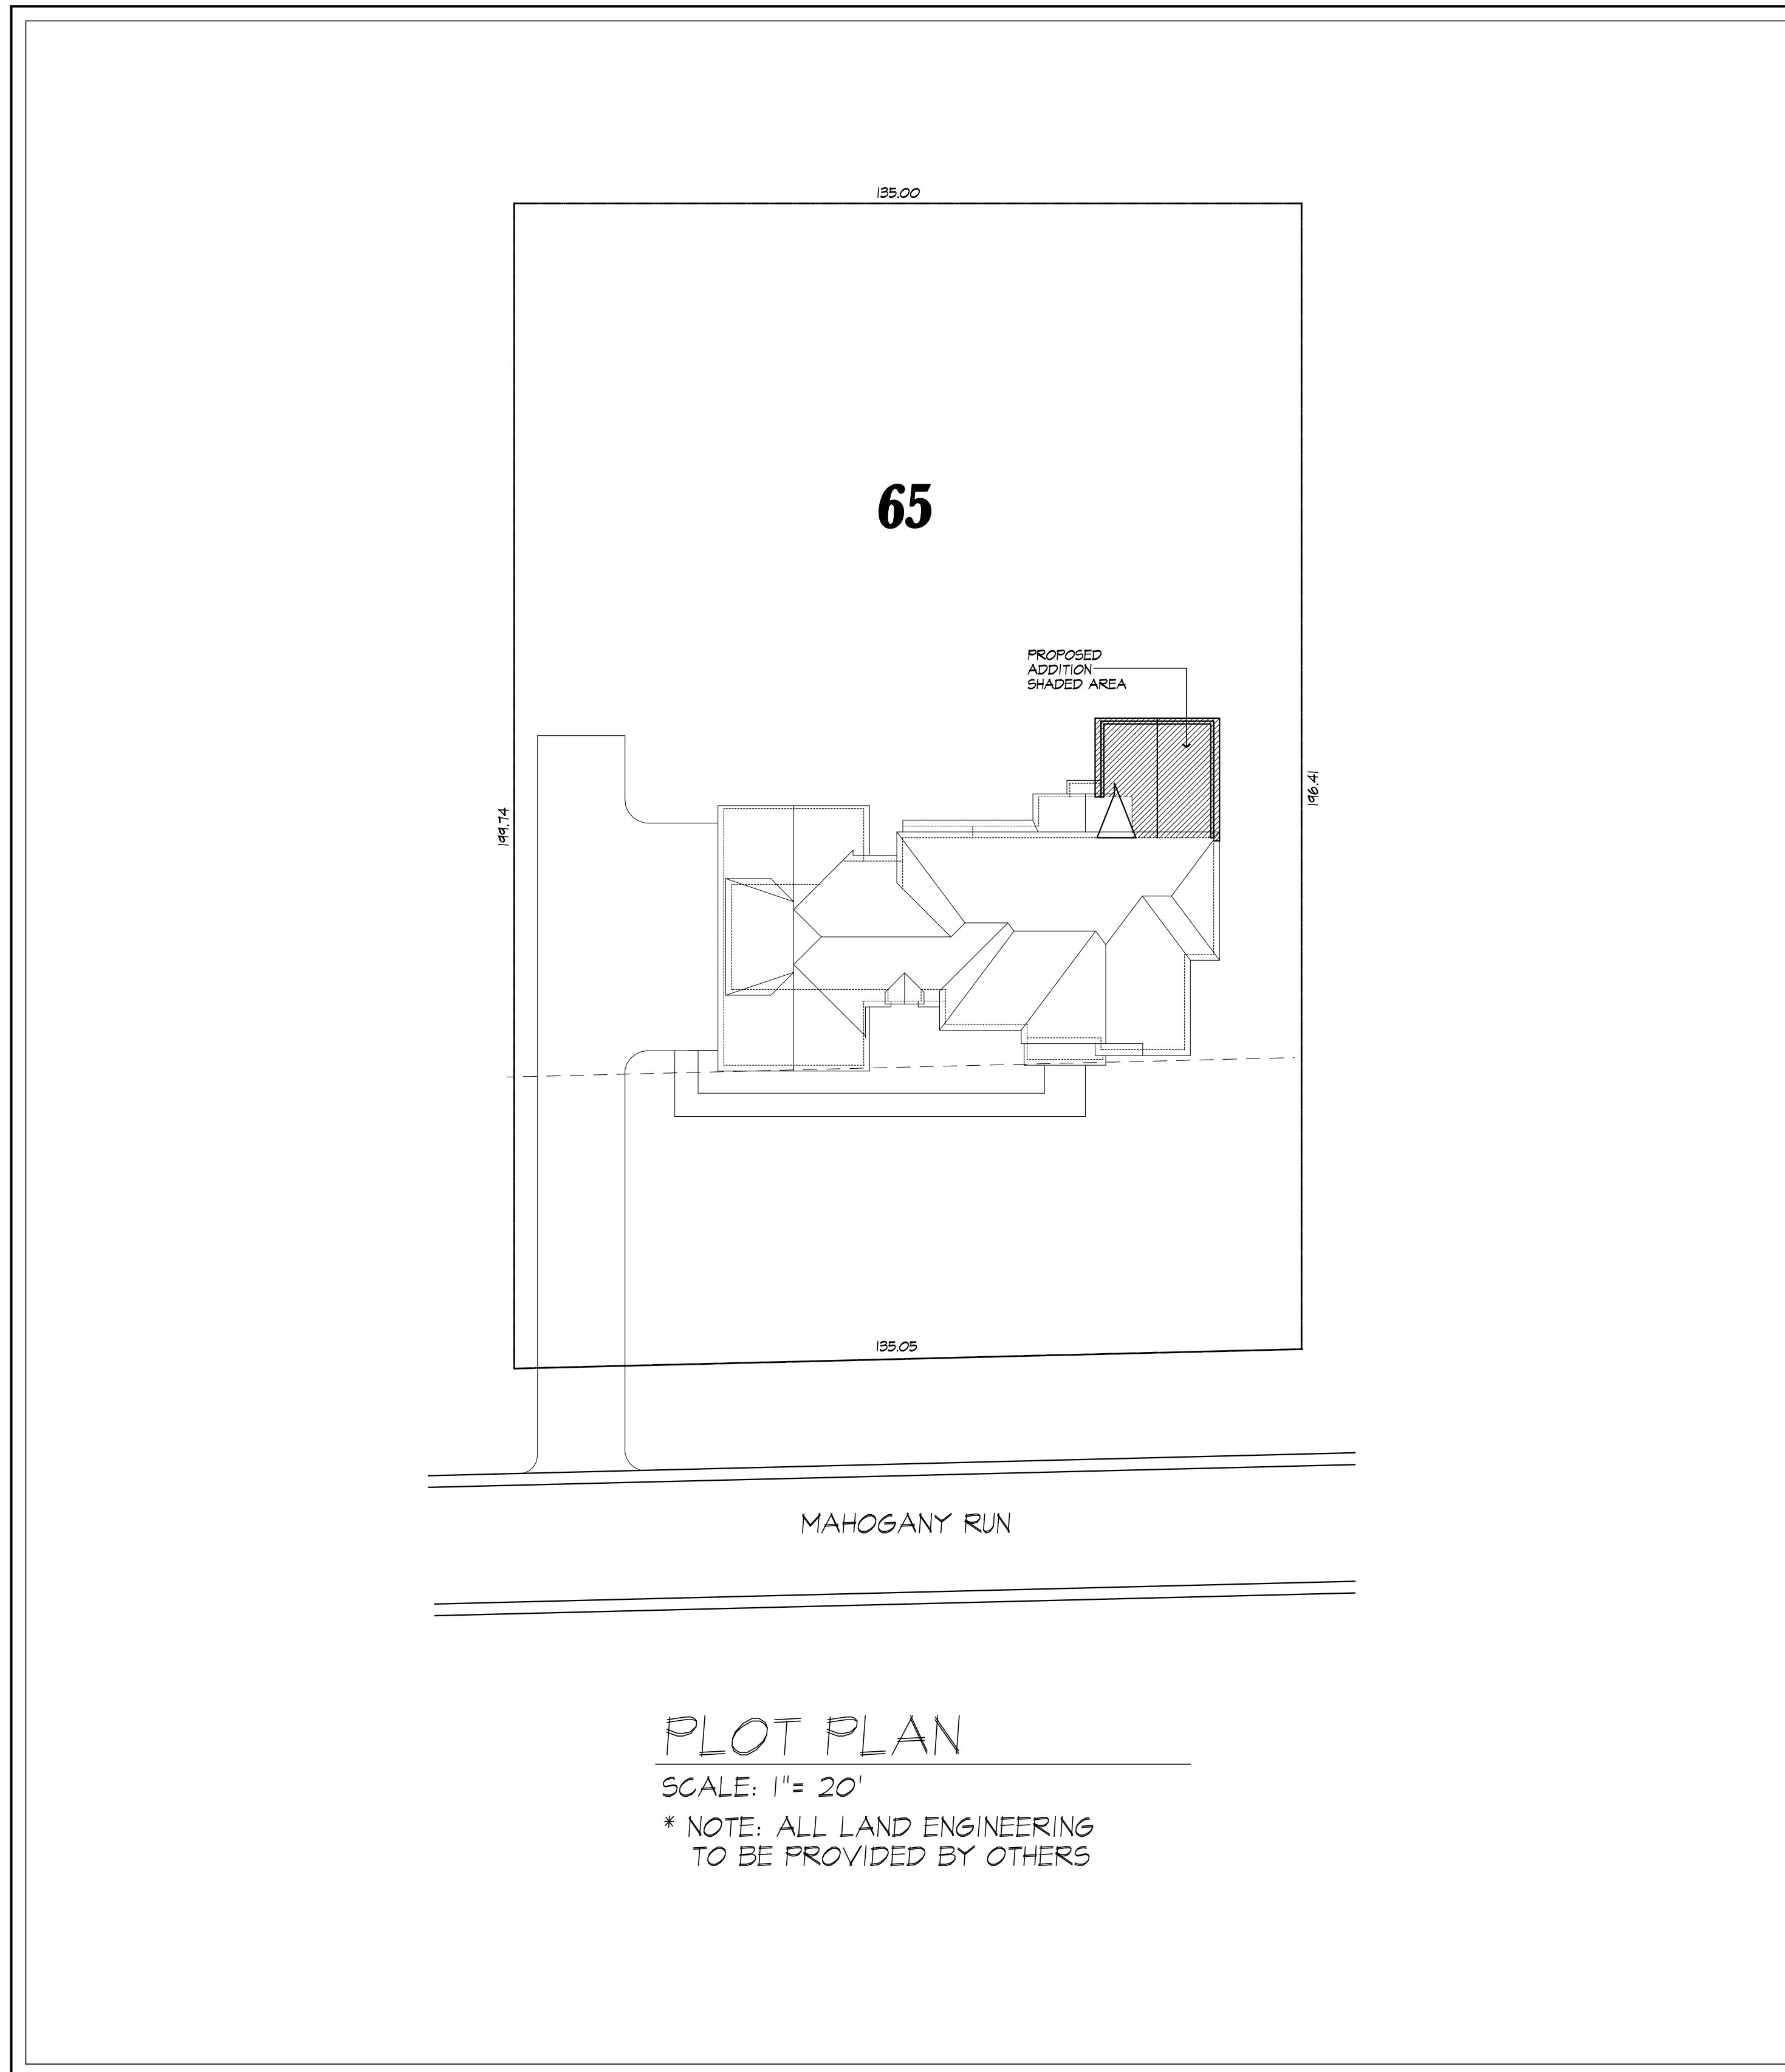 135.00
65
PROPOSED
ADDITION
SHADED AREA
199.74
196.41
135.05
MAHOGANY RUN
PLOT PLAN
SCALE: 1"= 20'
* NOTE: ALL LAND ENGINEERING
TO BE PROVIDED BY OTHERS